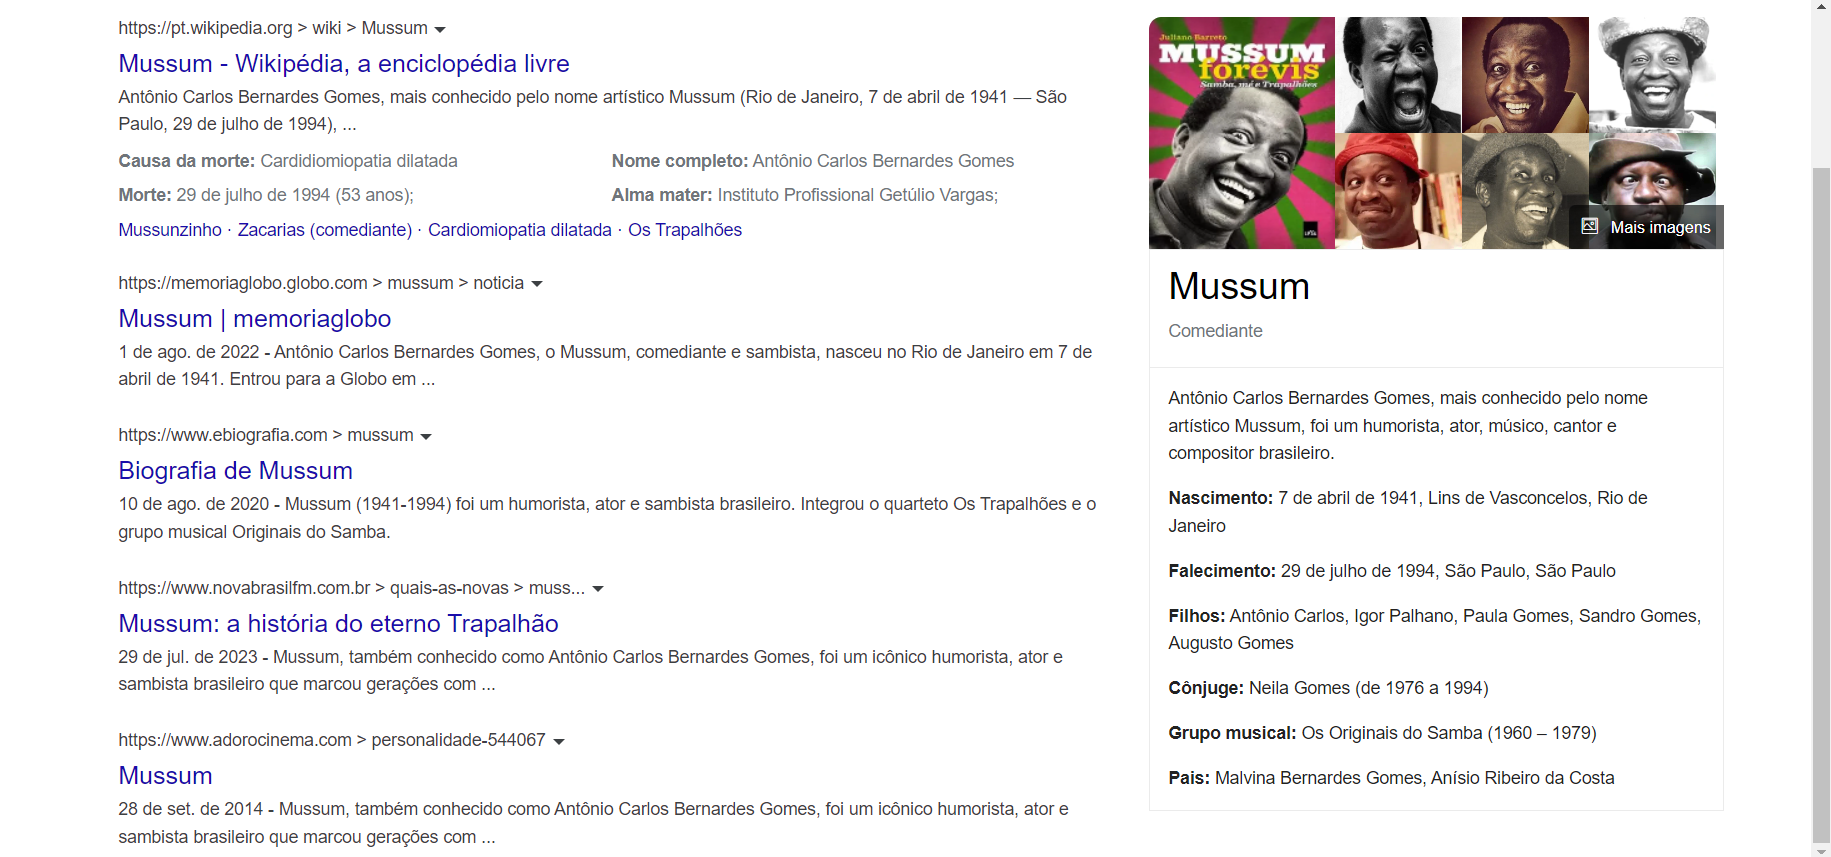 https://pt.wikipedia.org > wiki > Mussum
Mussum - Wikipédia, a enciclopédia livre
Antônio Carlos Bernardes Gomes, mais conhecido pelo nome artístico Mussum (Rio de Janeiro, 7 de abril de 1941 — São
Paulo, 29 de julho de 1994), ...
Causa da morte: Cardidiomiopatia dilatada
Nome completo: Antônio Carlos Bernardes Gomes
Morte: 29 de julho de 1994 (53 anos);
Alma mater: Instituto Profissional Getúlio Vargas;
Mussunzinho · Zacarias (comediante) · Cardiomiopatia dilatada · Os Trapalhões
https://memoriaglobo.globo.com > mussum > noticia
Mussum | memoriaglobo
1 de ago. de 2022 - Antônio Carlos Bernardes Gomes, o Mussum, comediante e sambista, nasceu no Rio de Janeiro em 7 de
abril de 1941. Entrou para a Globo em ...
https://www.ebiografia.com > mussum
Biografia de Mussum
10 de ago. de 2020 - Mussum (1941-1994) foi um humorista, ator e sambista brasileiro. Integrou o quarteto Os Trapalhões e o
grupo musical Originais do Samba.
https://www.novabrasilfm.com.br > quais-as-novas > muss...
Mussum: a história do eterno Trapalhão
29 de jul. de 2023 - Mussum, também conhecido como Antônio Carlos Bernardes Gomes, foi um icônico humorista, ator e
sambista brasileiro que marcou gerações com ...
https://www.adorocinema.com > personalidade-544067
Mussum
28 de set. de 2014 - Mussum, também conhecido como Antônio Carlos Bernardes Gomes, foi um icônico humorista, ator e
sambista brasileiro que marcou gerações com ...
Juliano Barreto
MUSSUM
forévis
Samba, mé e Trapalhões
Mais imagens
Mussum
Comediante
Antônio Carlos Bernardes Gomes, mais conhecido pelo nome
artístico Mussum, foi um humorista, ator, músico, cantor e
compositor brasileiro.
Nascimento: 7 de abril de 1941, Lins de Vasconcelos, Rio de
Janeiro
Falecimento: 29 de julho de 1994, São Paulo, São Paulo
Filhos: Antônio Carlos, Igor Palhano, Paula Gomes, Sandro Gomes,
Augusto Gomes
Cônjuge: Neila Gomes (de 1976 a 1994)
Grupo musical: Os Originais do Samba (1960 – 1979)
Pais: Malvina Bernardes Gomes, Anísio Ribeiro da Costa